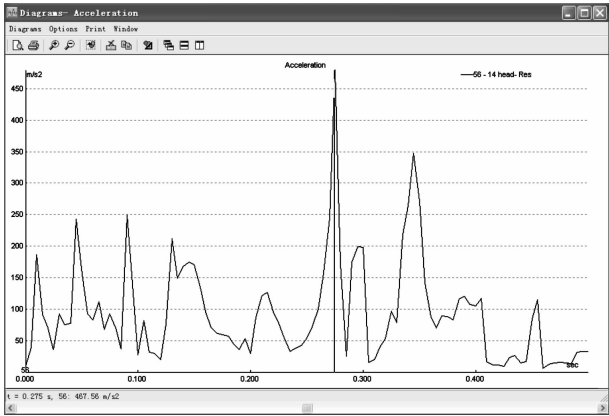 Diagrams- Acceleration
Diagrams Options Print Window
Acceleration
m/s2
56 - 14 head- Res
450
400
350
300
250
200
150
100
50
56
sec
0.000 0.100 0.200 0.300 0.400
t = 0.275 s, 56: 467.56 m/s2